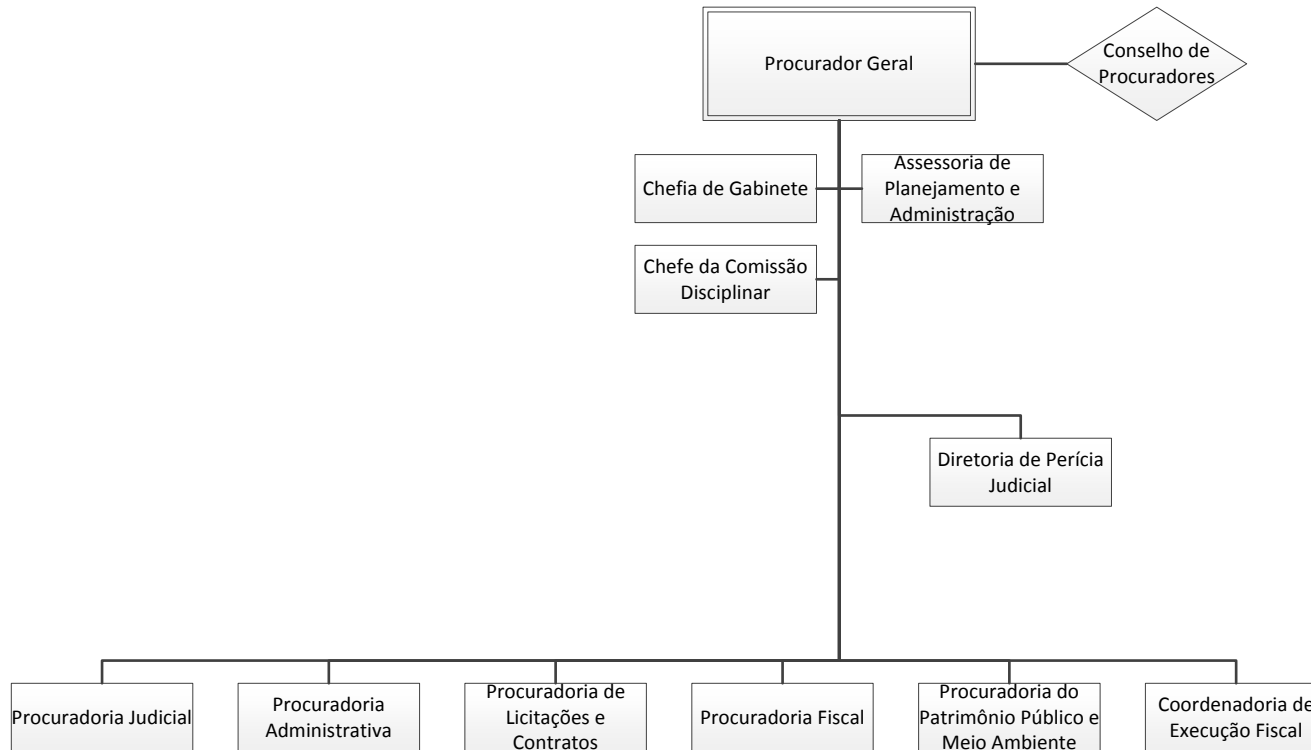 Procurador Geral
Conselho de
Procuradores
Chefia de Gabinete
Assessoria de
Planejamento e
Administração
Chefe da Comissão
Disciplinar
Diretoria de Perícia
Judicial
Procuradoria Judicial
Procuradoria
Administrativa
Procuradoria de
Licitações e
Contratos
Procuradoria Fiscal
Procuradoria do
Patrimônio Público e
Meio Ambiente
Coordenadoria de
Execução Fiscal